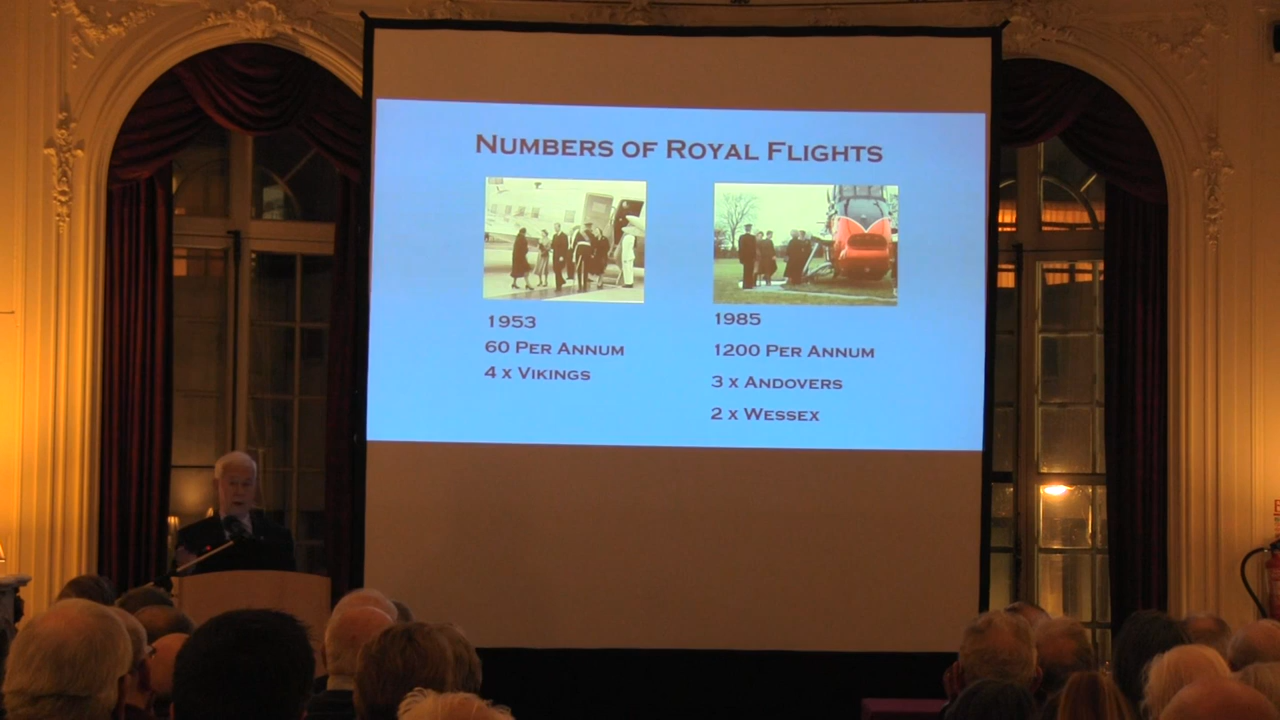 NUMBERS OF ROYAL FLIGHTS
1953
60 PER ANNUM
4 X VIKINGS
1985
1200 PER ANNUM
3 X ANDOVERS
2 X WESSEX